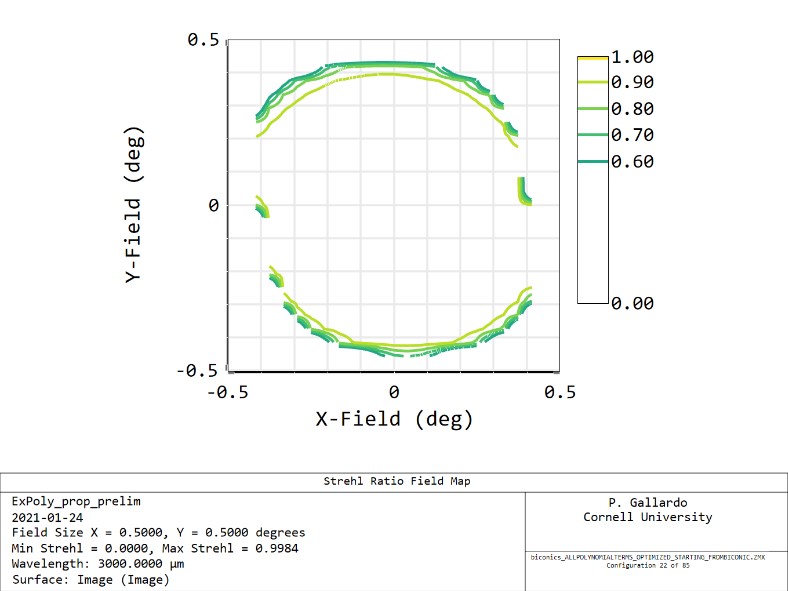 0.5
0
-0.5
Y-Field (deg)
-0.5
0
0.5
X-Field (deg)
1.00
0.90
0.80
0.70
0.60
0.00
Strehl Ratio Field Map
ExPoly_prop_prelim
2021-01-24
Field Size X = 0.5000, Y = 0.5000 degrees
Min Strehl = 0.0000, Max Strehl = 0.9984
Wavelength: 3000.0000 µm
Surface: Image (Image)
P. Gallardo
Cornell University
biconics_ALLPOLYNOMIALTERMS_OPTIMIZED_STARTING_FROMBICONIC.ZMX
Configuration 22 of 85